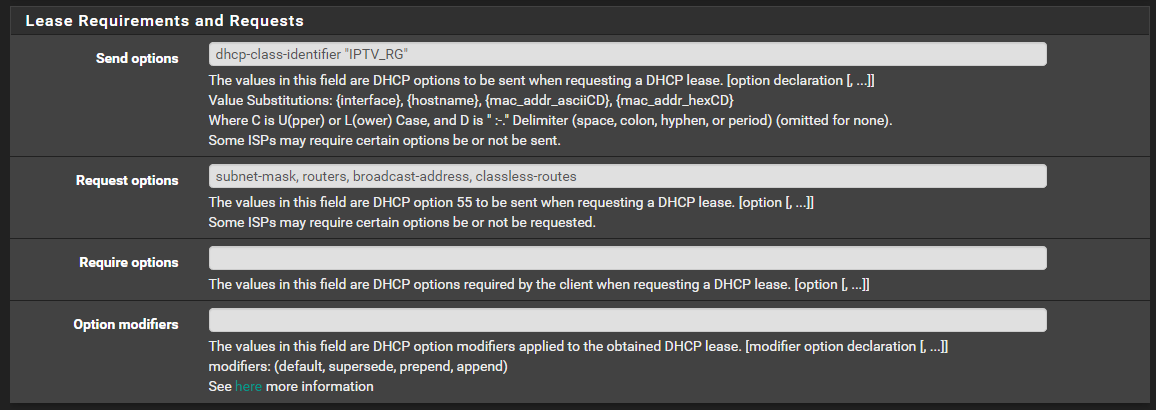 Lease Requirements and Requests
Send options
dhcp-class-identifier "IPTV_RG"
The values in this field are DHCP options to be sent when requesting a DHCP lease. [option declaration [, ...]]
Value Substitutions: {interface}, {hostname}, {mac_addr_asciiCD}, {mac_addr_hexCD}
Where C is U(pper) or L(ower) Case, and D is " :-." Delimiter (space, colon, hyphen, or period) (omitted for none).
Some ISPs may require certain options be or not be sent.
Request options
subnet-mask, routers, broadcast-address, classless-routes
The values in this field are DHCP option 55 to be sent when requesting a DHCP lease. [option [, ...]]
Some ISPs may require certain options be or not be requested.
Require options
The values in this field are DHCP options required by the client when requesting a DHCP lease. [option [, ...]]
Option modifiers
The values in this field are DHCP option modifiers applied to the obtained DHCP lease. [modifier option declaration [, ...]]
modifiers: (default, supersede, prepend, append)
See here more information